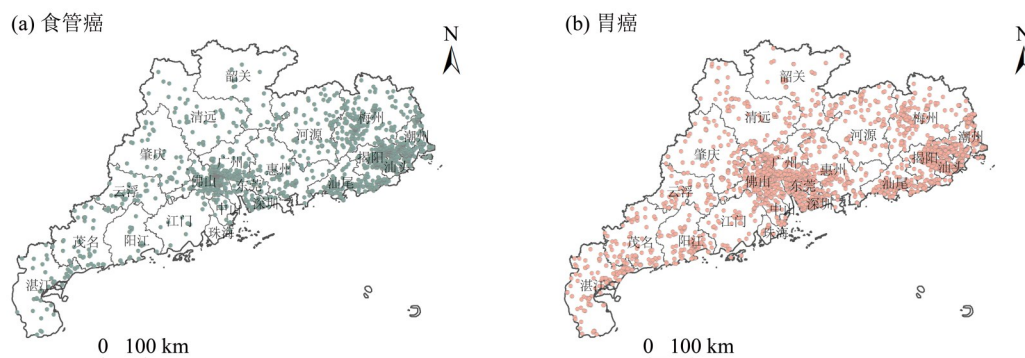 (a) 食管癌
N
韶关
清远
梅州
河源
潮州
肇庆
广州
揭阳
惠州
汕头
云浮
佛山
东莞
汕尾
深圳
中山
江门
珠海
茂名
阳江
湛江
0 100 km
(b) 胃癌
N
韶关
清远
梅州
河源
潮州
肇庆
广州
揭阳
惠州
汕头
云浮
佛山
东莞
汕尾
深圳
中山
江门
珠海
茂名
阳江
湛江
0 100 km